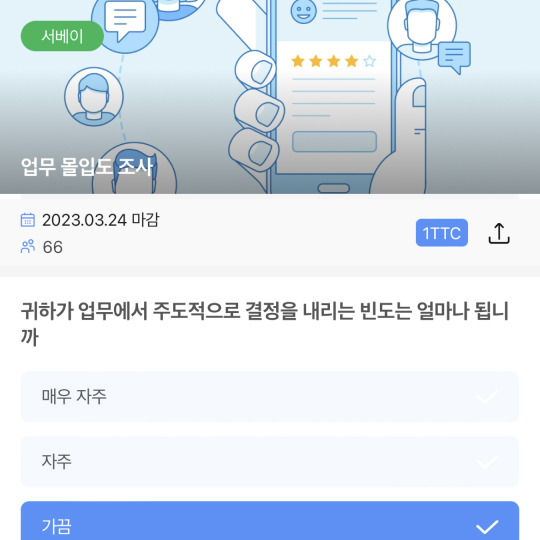 서베이
업무 몰입도 조사
2023.03.24 마감
66
1TTC
귀하가 업무에서 주도적으로 결정을 내리는 빈도는 얼마나 됩니
까
매우 자주
자주
가끔